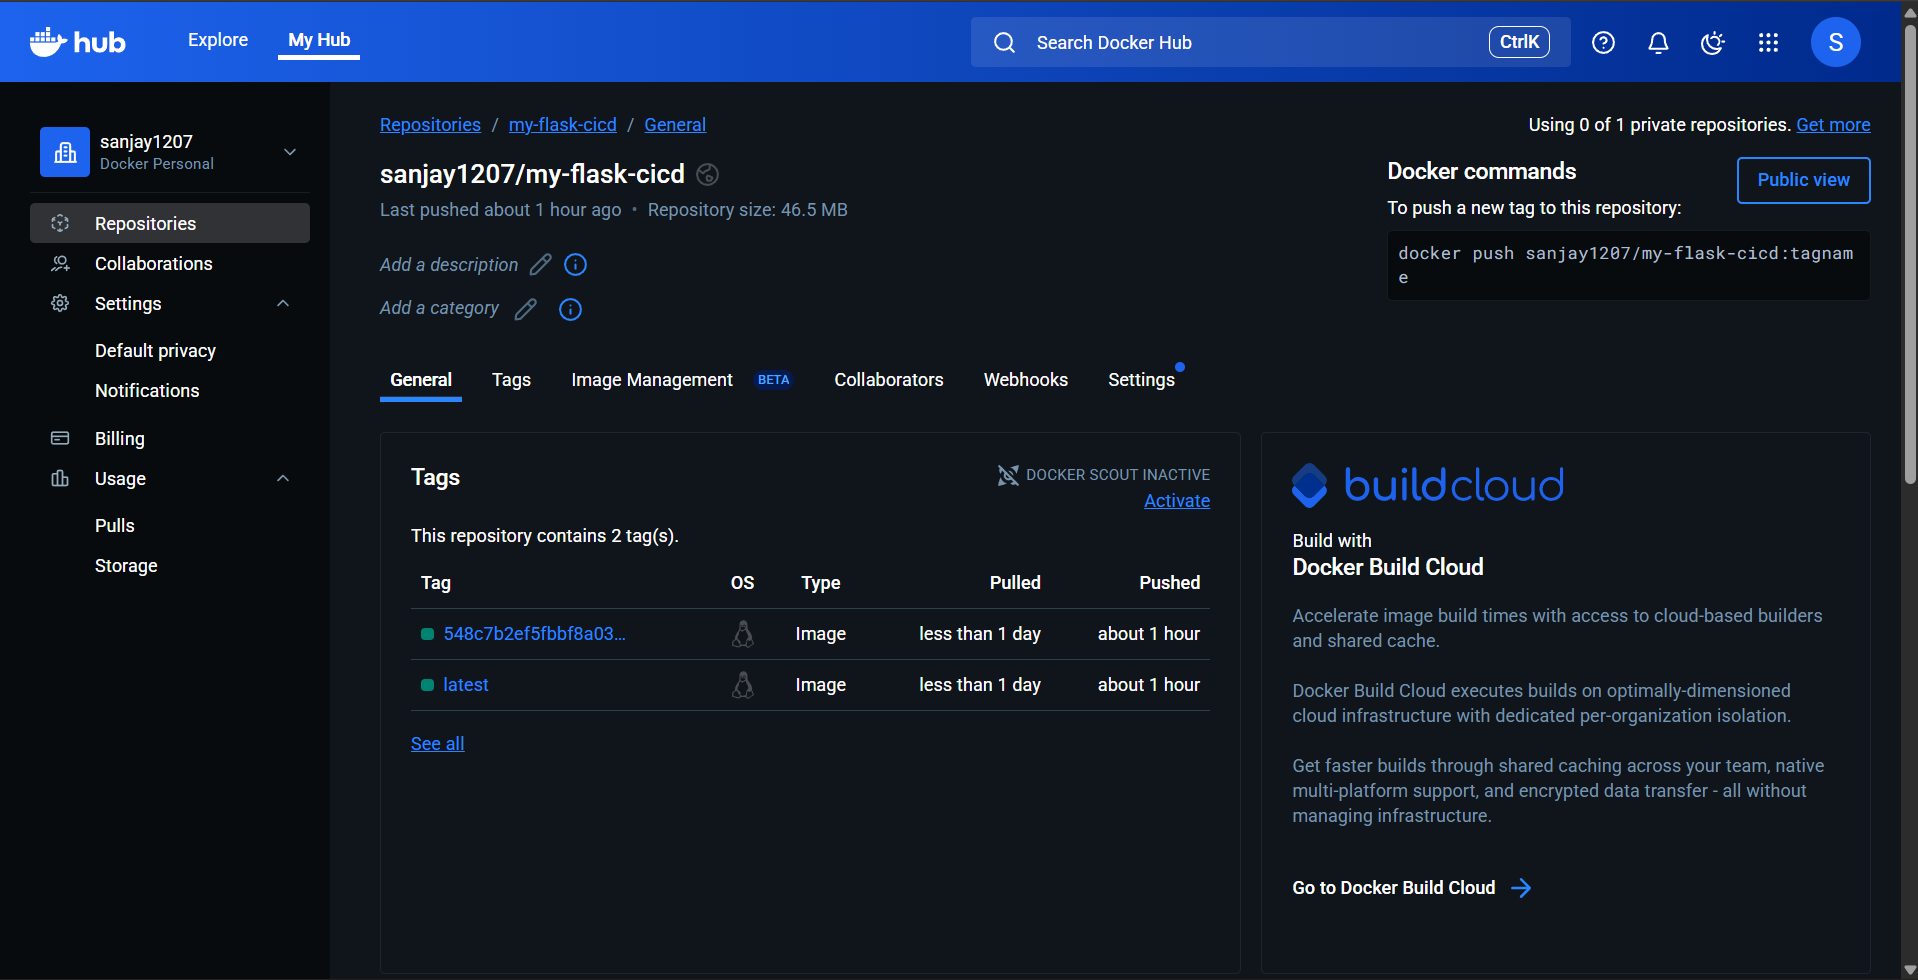 hub
Explore
My Hub
Search Docker Hub
CtrlK
S
sanjay1207
Docker Personal
Repositories
Collaborations
Settings
Default privacy
Notifications
Billing
Usage
Pulls
Storage
Repositories / my-flask-cicd / General
Using 0 of 1 private repositories. Get more
sanjay1207/my-flask-cicd
Last pushed about 1 hour ago • Repository size: 46.5 MB
Add a description
Add a category
Docker commands
Public view
To push a new tag to this repository:
docker push sanjay1207/my-flask-cicd:tagnam
e
General Tags Image Management BETA Collaborators Webhooks Settings
Tags
DOCKER SCOUT INACTIVE
Activate
This repository contains 2 tag(s).
Tag OS Type Pulled Pushed
548c7b2ef5fbbf8a03... Image less than 1 day about 1 hour
latest Image less than 1 day about 1 hour
See all
buildcloud
Build with
Docker Build Cloud
Accelerate image build times with access to cloud-based builders
and shared cache.
Docker Build Cloud executes builds on optimally-dimensioned
cloud infrastructure with dedicated per-organization isolation.
Get faster builds through shared caching across your team, native
multi-platform support, and encrypted data transfer - all without
managing infrastructure.
Go to Docker Build Cloud